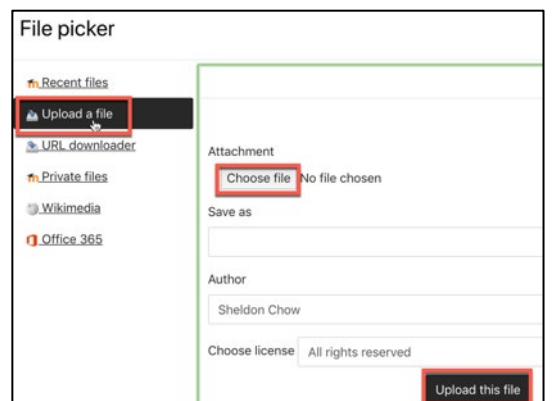 File picker
Recent files
Upload a file
URL downloader
Private files
Wikimedia
Office 365
Attachment
Choose file No file chosen
Save as
Author
Sheldon Chow
Choose license All rights reserved
Upload this file